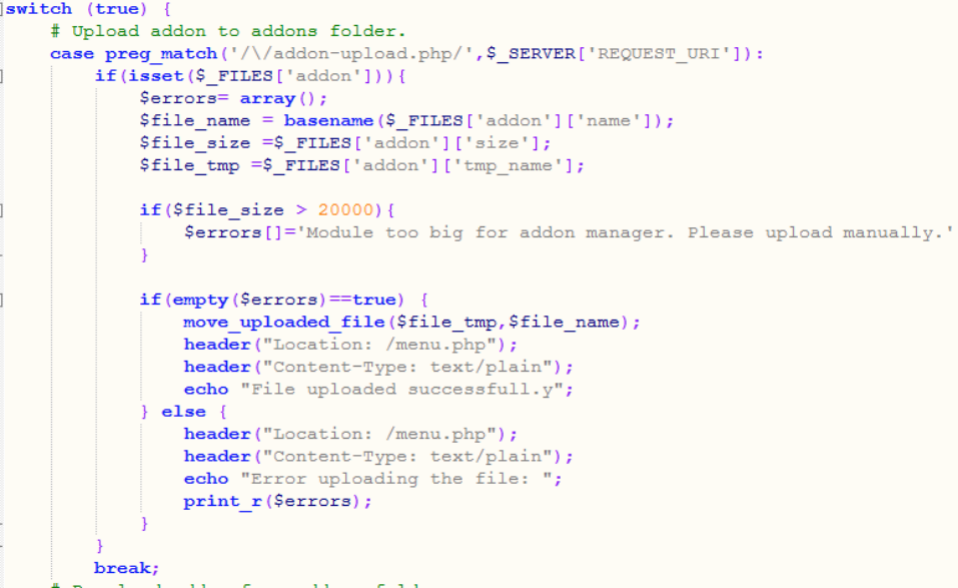 switch (true) {
# Upload addon to addons folder.
case preg_match('/\/addon-upload.php/',$_SERVER['REQUEST_URI']):
if(isset($_FILES['addon'])){
$errors= array();
$file_name = basename($_FILES['addon']['name']);
$file_size =$_FILES['addon']['size'];
$file_tmp =$_FILES['addon']['tmp_name'];
if($file_size > 20000){
$errors[]='Module too big for addon manager. Please upload manually.'
}
if(empty($errors)==true) {
move_uploaded_file($file_tmp,$file_name);
header("Location: /menu.php");
header("Content-Type: text/plain");
echo "File uploaded successfull.y";
} else {
header("Location: /menu.php");
header("Content-Type: text/plain");
echo "Error uploading the file: ";
print_r($errors);
}
}
break;